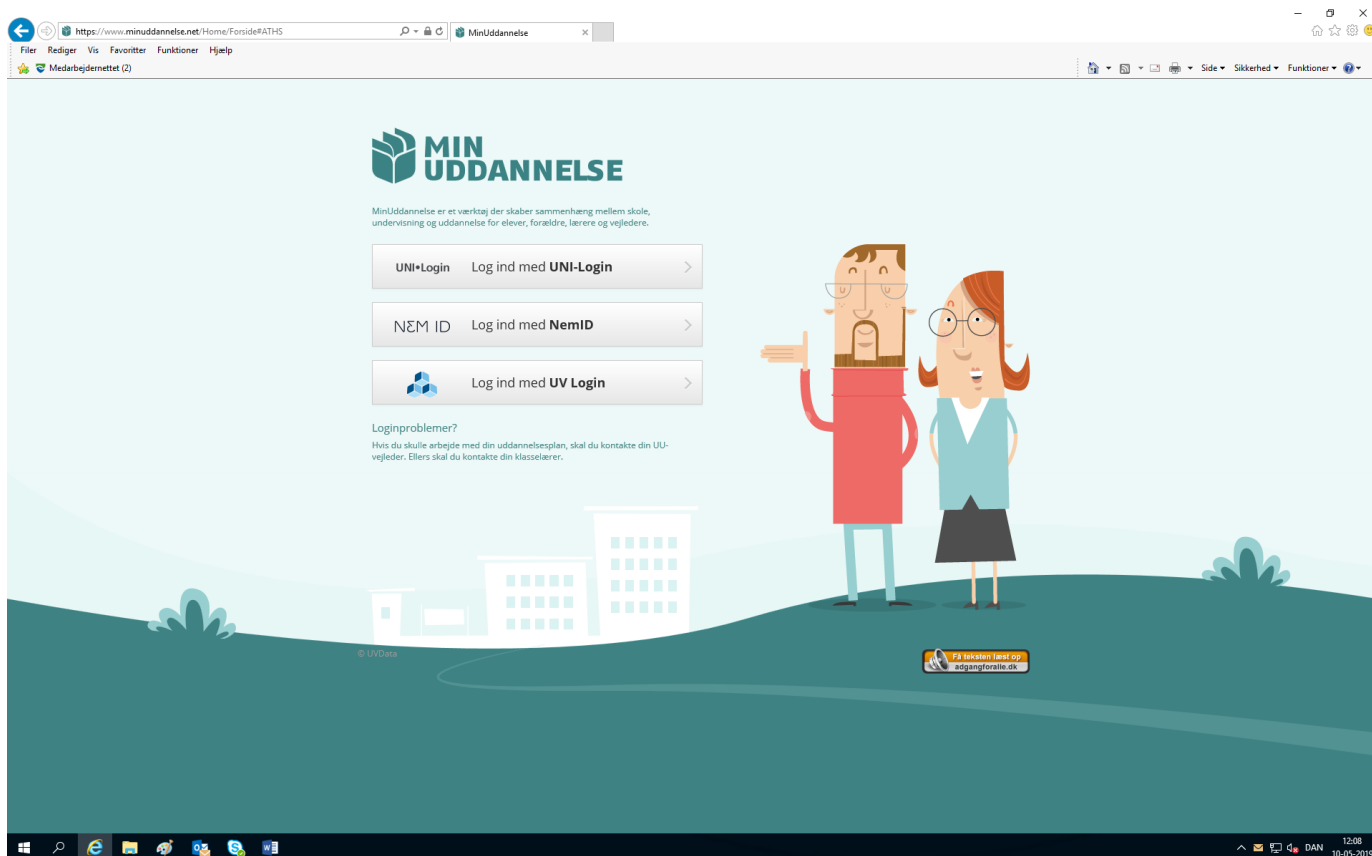 https://www.minuddannelse.net/Home/Forside#ATHS
MinUddannelse
Filer Rediger Vis Favoritter Funktioner Hjælp
Medarbejdernettet (2)
Side Sikkerhed Funktioner
MIN
UDDANNELSE
MinUddannelse er et værktøj der skaber sammenhæng mellem skole,
undervisning og uddannelse for elever, forældre, lærere og vejledere.
UNI•Login Log ind med UNI-Login
NΣM ID Log ind med NemID
Log ind med UV Login
Loginproblemer?
Hvis du skulle arbejde med din uddannelsesplan, skal du kontakte din UU-
vejleder. Ellers skal du kontakte din klasselærer.
© UVData
Få teksten læst op
adgangforalle.dk
DAN
12:08
10-05-2019